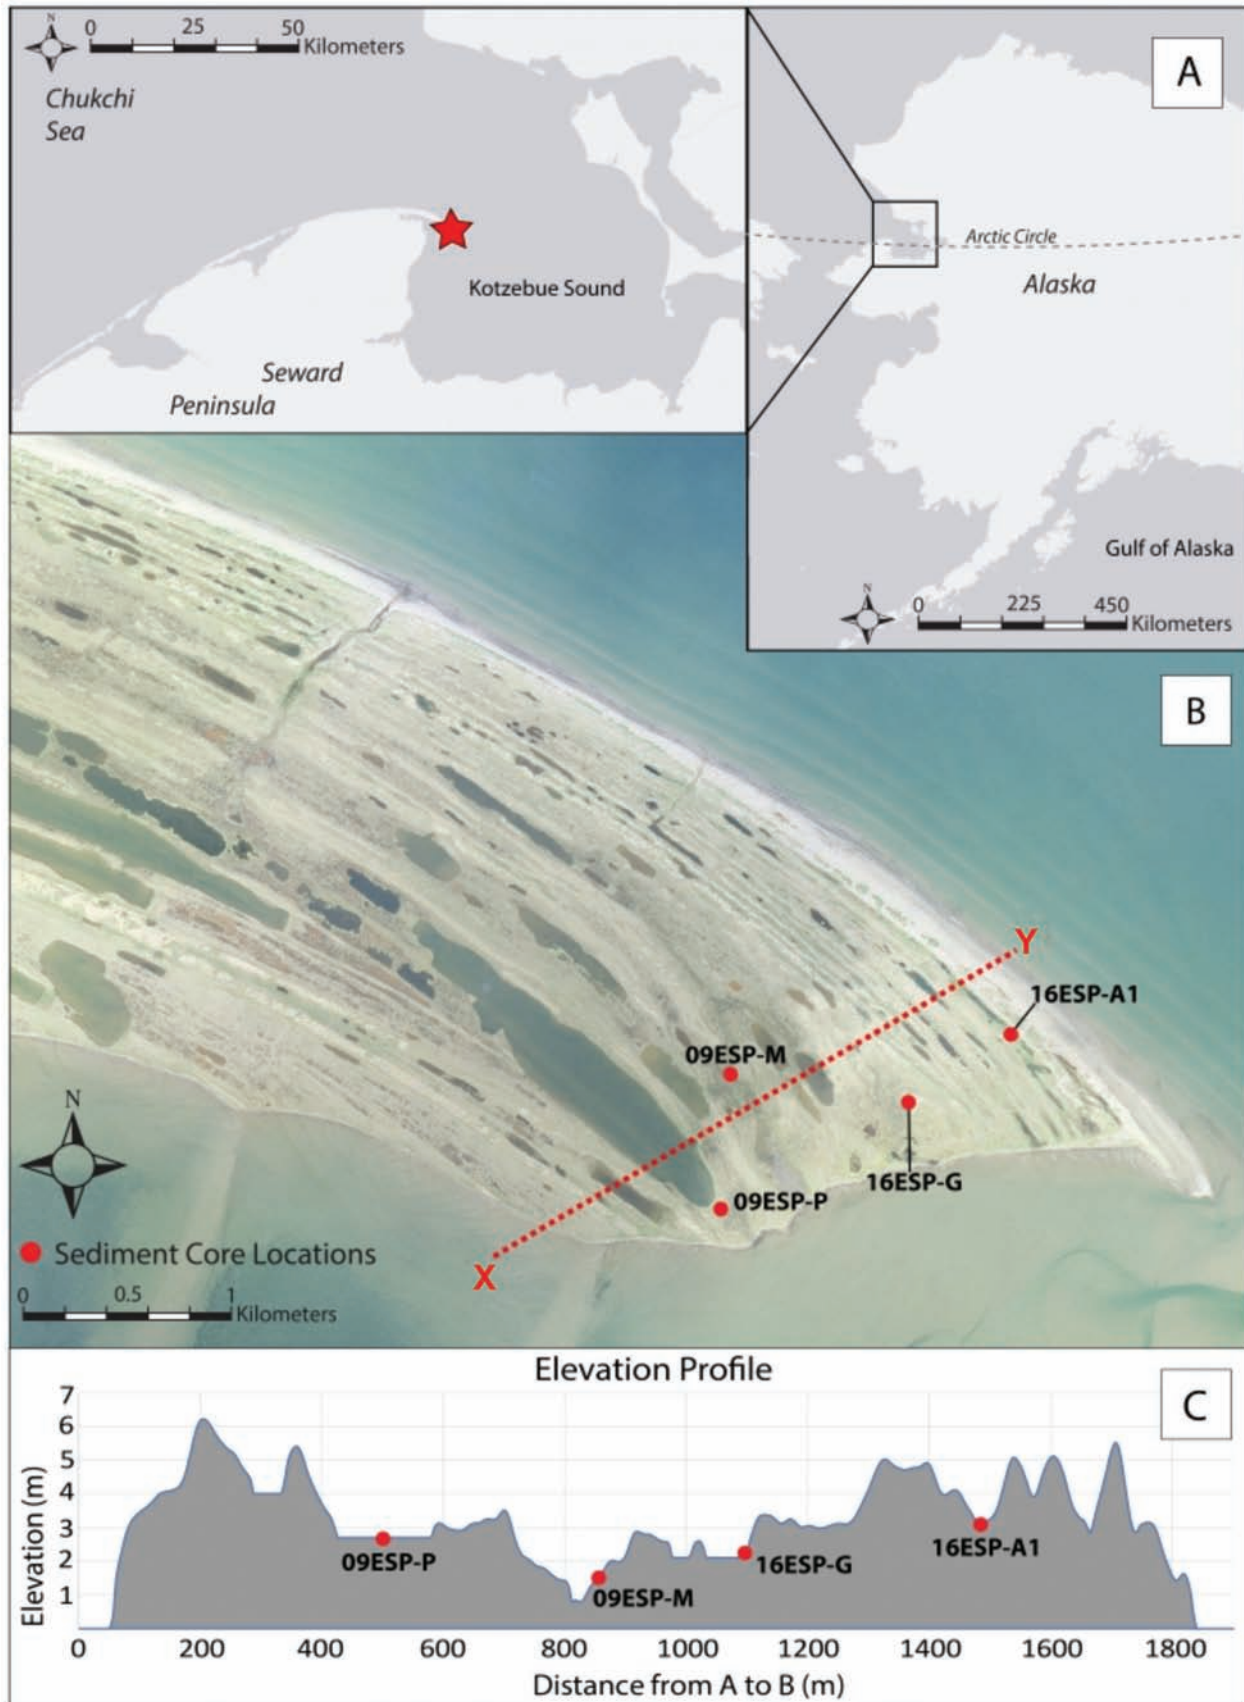 N
0 25 50
Kilometers
Chukchi
Sea
Kotzebue Sound
Seward
Peninsula
A
Arctic Circle
Alaska
Gulf of Alaska
N
0 225 450
Kilometers
B
Y
16ESP-A1
09ESP-M
16ESP-G
09ESP-P
X
N
Sediment Core Locations
0 0.5 1
Kilometers
Elevation Profile
C
Elevation (m)
7
6
5
4
3
2
1
09ESP-P
09ESP-M
16ESP-G
16ESP-A1
0 200 400 600 800 1000 1200 1400 1600 1800
Distance from A to B (m)